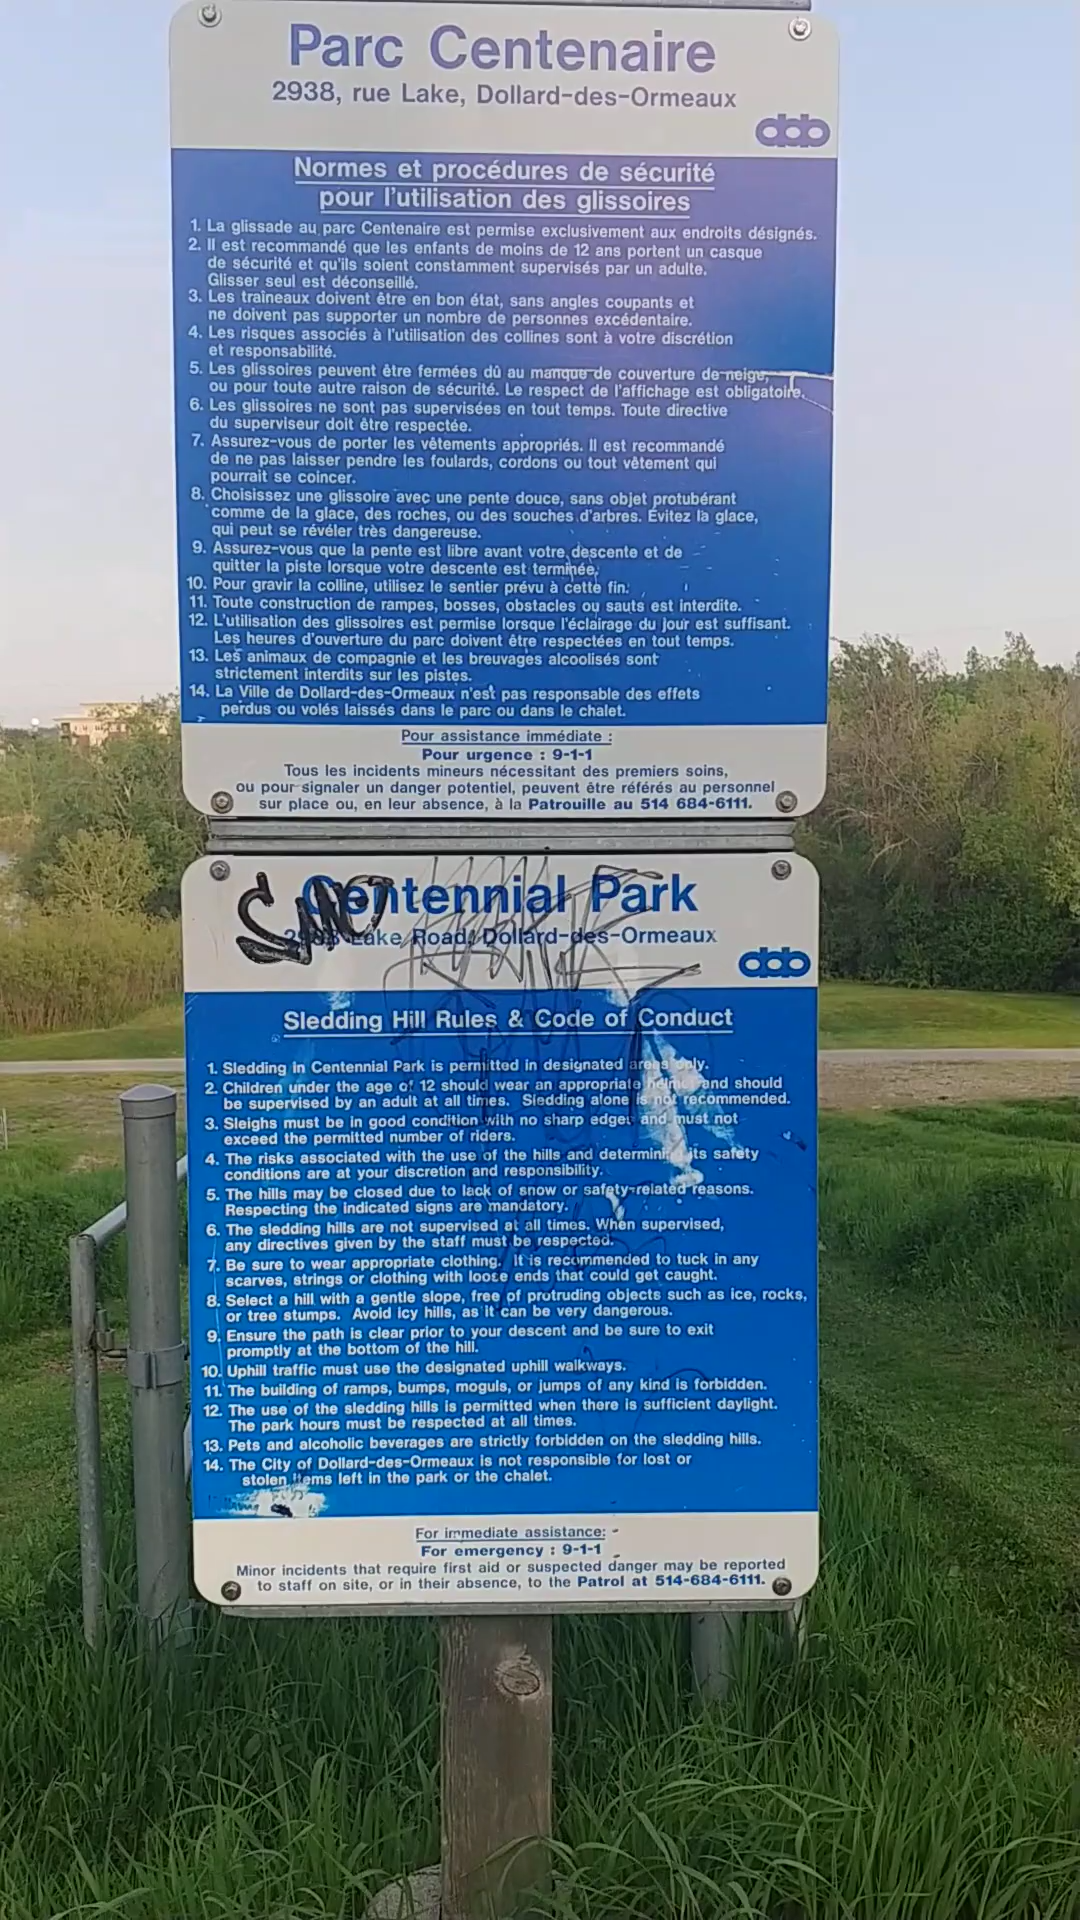 Parc Centenaire
2938, rue Lake, Dollard-des-Ormeaux
ddo
Normes et procédures de sécurité
pour l'utilisation des glissoires
1. La glissade au parc Centenaire est permise exclusivement aux endroits désignés.
2. Il est recommandé que les enfants de moins de 12 ans portent un casque
de sécurité et qu'ils soient constamment supervisés par un adulte.
Glisser seul est déconseillé.
3. Les traîneaux doivent être en bon état, sans angles coupants et
ne doivent pas supporter un nombre de personnes excédentaire.
4. Les risques associés à l'utilisation des collines sont à votre discrétion
et responsabilité.
5. Les glissoires peuvent être fermées dû au manque de couverture de neige,
ou pour toute autre raison de sécurité. Le respect de l'affichage est obligatoire.
6. Les glissoires ne sont pas supervisées en tout temps. Toute directive
du superviseur doit être respectée.
7. Assurez-vous de porter les vêtements appropriés. Il est recommandé
de ne pas laisser pendre les foulards, cordons ou tout vêtement qui
pourrait se coincer.
8. Choisissez une glissoire avec une pente douce, sans objet protubérant
comme de la glace, des roches, ou des souches d'arbres. Évitez la glace,
qui peut se révéler très dangereuse.
9. Assurez-vous que la pente est libre avant votre descente et de
quitter la piste lorsque votre descente est terminée.
10. Pour gravir la colline, utilisez le sentier prévu à cette fin.
11. Toute construction de rampes, bosses, obstacles ou sauts est interdite.
12. L'utilisation des glissoires est permise lorsque l'éclairage du jour est suffisant.
Les heures d'ouverture du parc doivent être respectées en tout temps.
13. Les animaux de compagnie et les breuvages alcoolisés sont
strictement interdits sur les pistes.
14. La Ville de Dollard-des-Ormeaux n'est pas responsable des effets
perdus ou volés laissés dans le parc ou dans le chalet.
Pour assistance immédiate :
Pour urgence : 9-1-1
Tous les incidents mineurs nécessitant des premiers soins,
ou pour signaler un danger potentiel, peuvent être référés au personnel
sur place ou, en leur absence, à la Patrouille au 514 684-6111.
Centennial Park
2938 Lake Road, Dollard-des-Ormeaux
ddo
Sledding Hill Rules & Code of Conduct
1. Sledding in Centennial Park is permitted in designated areas only.
2. Children under the age of 12 should wear an appropriate helmet and should
be supervised by an adult at all times. Sledding alone is not recommended.
3. Sleighs must be in good condition with no sharp edges and must not
exceed the permitted number of riders.
4. The risks associated with the use of the hills and determining its safety
conditions are at your discretion and responsibility.
5. The hills may be closed due to lack of snow or safety-related reasons.
Respecting the indicated signs are mandatory.
6. The sledding hills are not supervised at all times. When supervised,
any directives given by the staff must be respected.
7. Be sure to wear appropriate clothing. It is recommended to tuck in any
scarves, strings or clothing with loose ends that could get caught.
8. Select a hill with a gentle slope, free of protruding objects such as ice, rocks,
or tree stumps. Avoid icy hills, as it can be very dangerous.
9. Ensure the path is clear prior to your descent and be sure to exit
promptly at the bottom of the hill.
10. Uphill traffic must use the designated uphill walkways.
11. The building of ramps, bumps, moguls, or jumps of any kind is forbidden.
12. The use of the sledding hills is permitted when there is sufficient daylight.
The park hours must be respected at all times.
13. Pets and alcoholic beverages are strictly forbidden on the sledding hills.
14. The City of Dollard-des-Ormeaux is not responsible for lost or
stolen items left in the park or the chalet.
For immediate assistance:
For emergency : 9-1-1
Minor incidents that require first aid or suspected danger may be reported
to staff on site, or in their absence, to the Patrol at 514-684-6111.